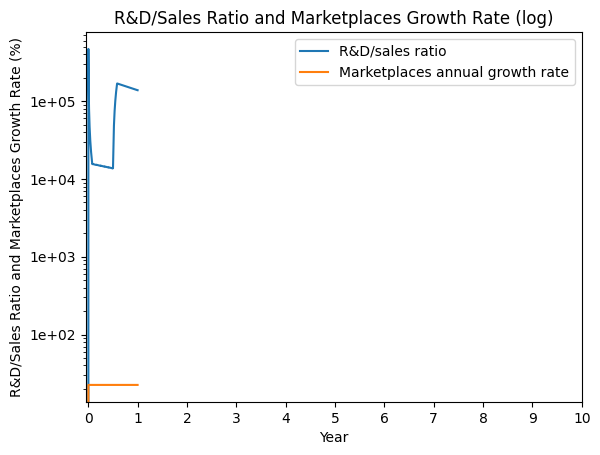 R&D/Sales Ratio and Marketplaces Growth Rate (log)
R&D/Sales Ratio and Marketplaces Growth Rate (%)
R&D/sales ratio
Marketplaces annual growth rate
1e+05
1e+04
1e+03
1e+02
0 1 2 3 4 5 6 7 8 9 10
Year